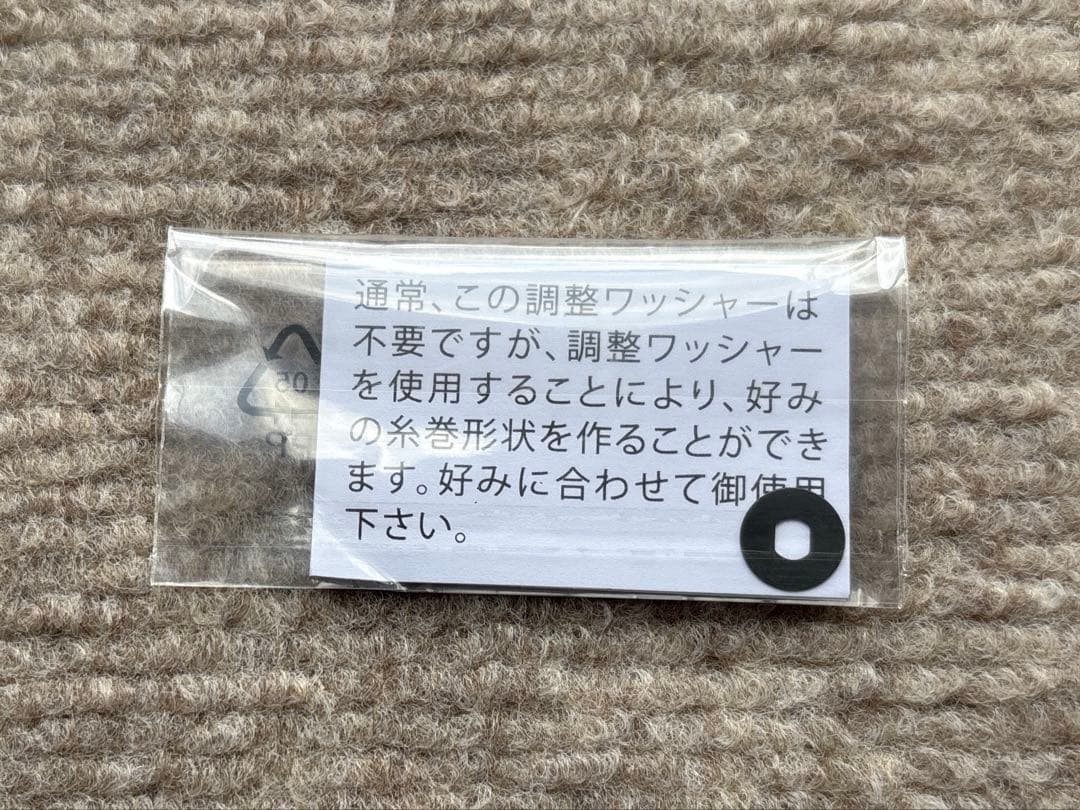 通常、この調整ワッシャーは
不要ですが、調整ワッシャー
を使用することにより、好み
の糸巻形状を作ることができ
ます。好みに合わせて御使用
下さい。
05
PP